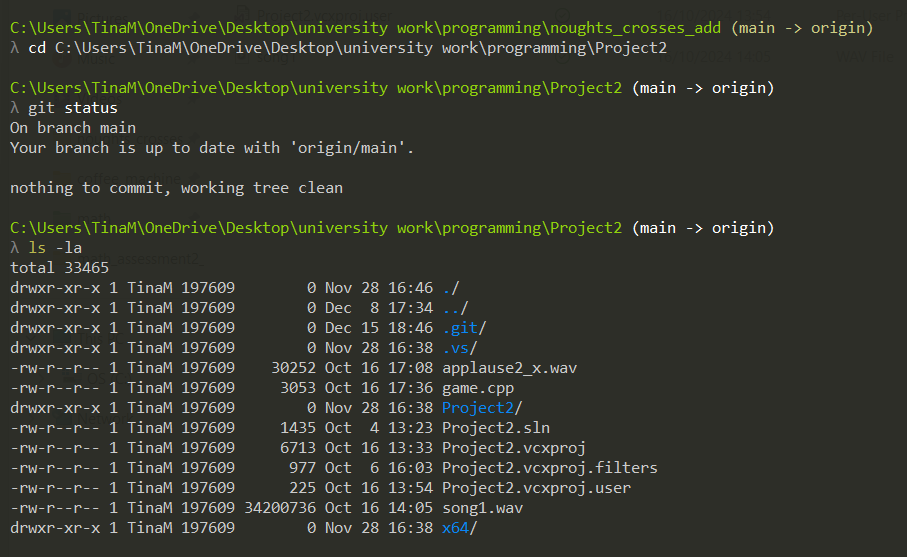 C:\Users\TinaM\OneDrive\Desktop\university work\programming\noughts_crosses_add (main -> origin)
λ cd C:\Users\TinaM\OneDrive\Desktop\university work\programming\Project2
C:\Users\TinaM\OneDrive\Desktop\university work\programming\Project2 (main -> origin)
λ git status
On branch main
Your branch is up to date with 'origin/main'.
nothing to commit, working tree clean
C:\Users\TinaM\OneDrive\Desktop\university work\programming\Project2 (main -> origin)
λ ls -la
total 33465
drwxr-xr-x 1 TinaM 197609        0 Nov 28 16:46 ./
drwxr-xr-x 1 TinaM 197609        0 Dec  8 17:34 ../
drwxr-xr-x 1 TinaM 197609        0 Dec 15 18:46 .git/
drwxr-xr-x 1 TinaM 197609        0 Nov 28 16:38 .vs/
-rw-r--r-- 1 TinaM 197609    30252 Oct 16 17:08 applause2_x.wav
-rw-r--r-- 1 TinaM 197609     3053 Oct 16 17:36 game.cpp
drwxr-xr-x 1 TinaM 197609        0 Nov 28 16:38 Project2/
-rw-r--r-- 1 TinaM 197609     1435 Oct  4 13:23 Project2.sln
-rw-r--r-- 1 TinaM 197609     6713 Oct 16 13:33 Project2.vcxproj
-rw-r--r-- 1 TinaM 197609      977 Oct  6 16:03 Project2.vcxproj.filters
-rw-r--r-- 1 TinaM 197609      225 Oct 16 13:54 Project2.vcxproj.user
-rw-r--r-- 1 TinaM 197609 34200736 Oct 16 14:05 song1.wav
drwxr-xr-x 1 TinaM 197609        0 Nov 28 16:38 x64/